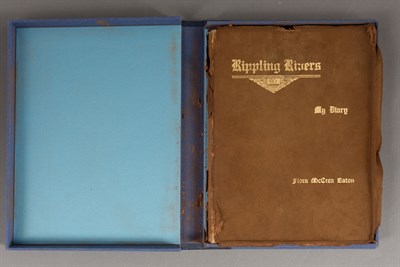 Rippling Rivers
My Diary
Flora McCrea Eaton